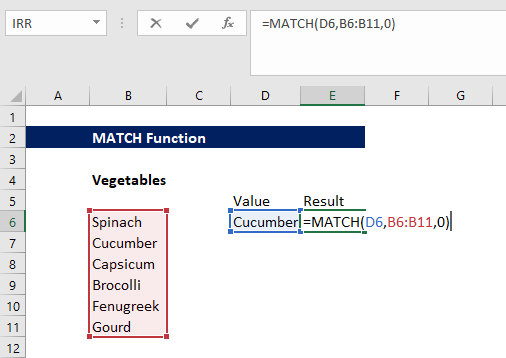 IRR =MATCH(D6,B6:B11,0)
A B C D E F G
1
2 MATCH Function
3
4 Vegetables
5 Value Result
6 Spinach Cucumber =MATCH(D6,B6:B11,0)
7 Cucumber
8 Capsicum
9 Brocolli
10 Fenugreek
11 Gourd
12